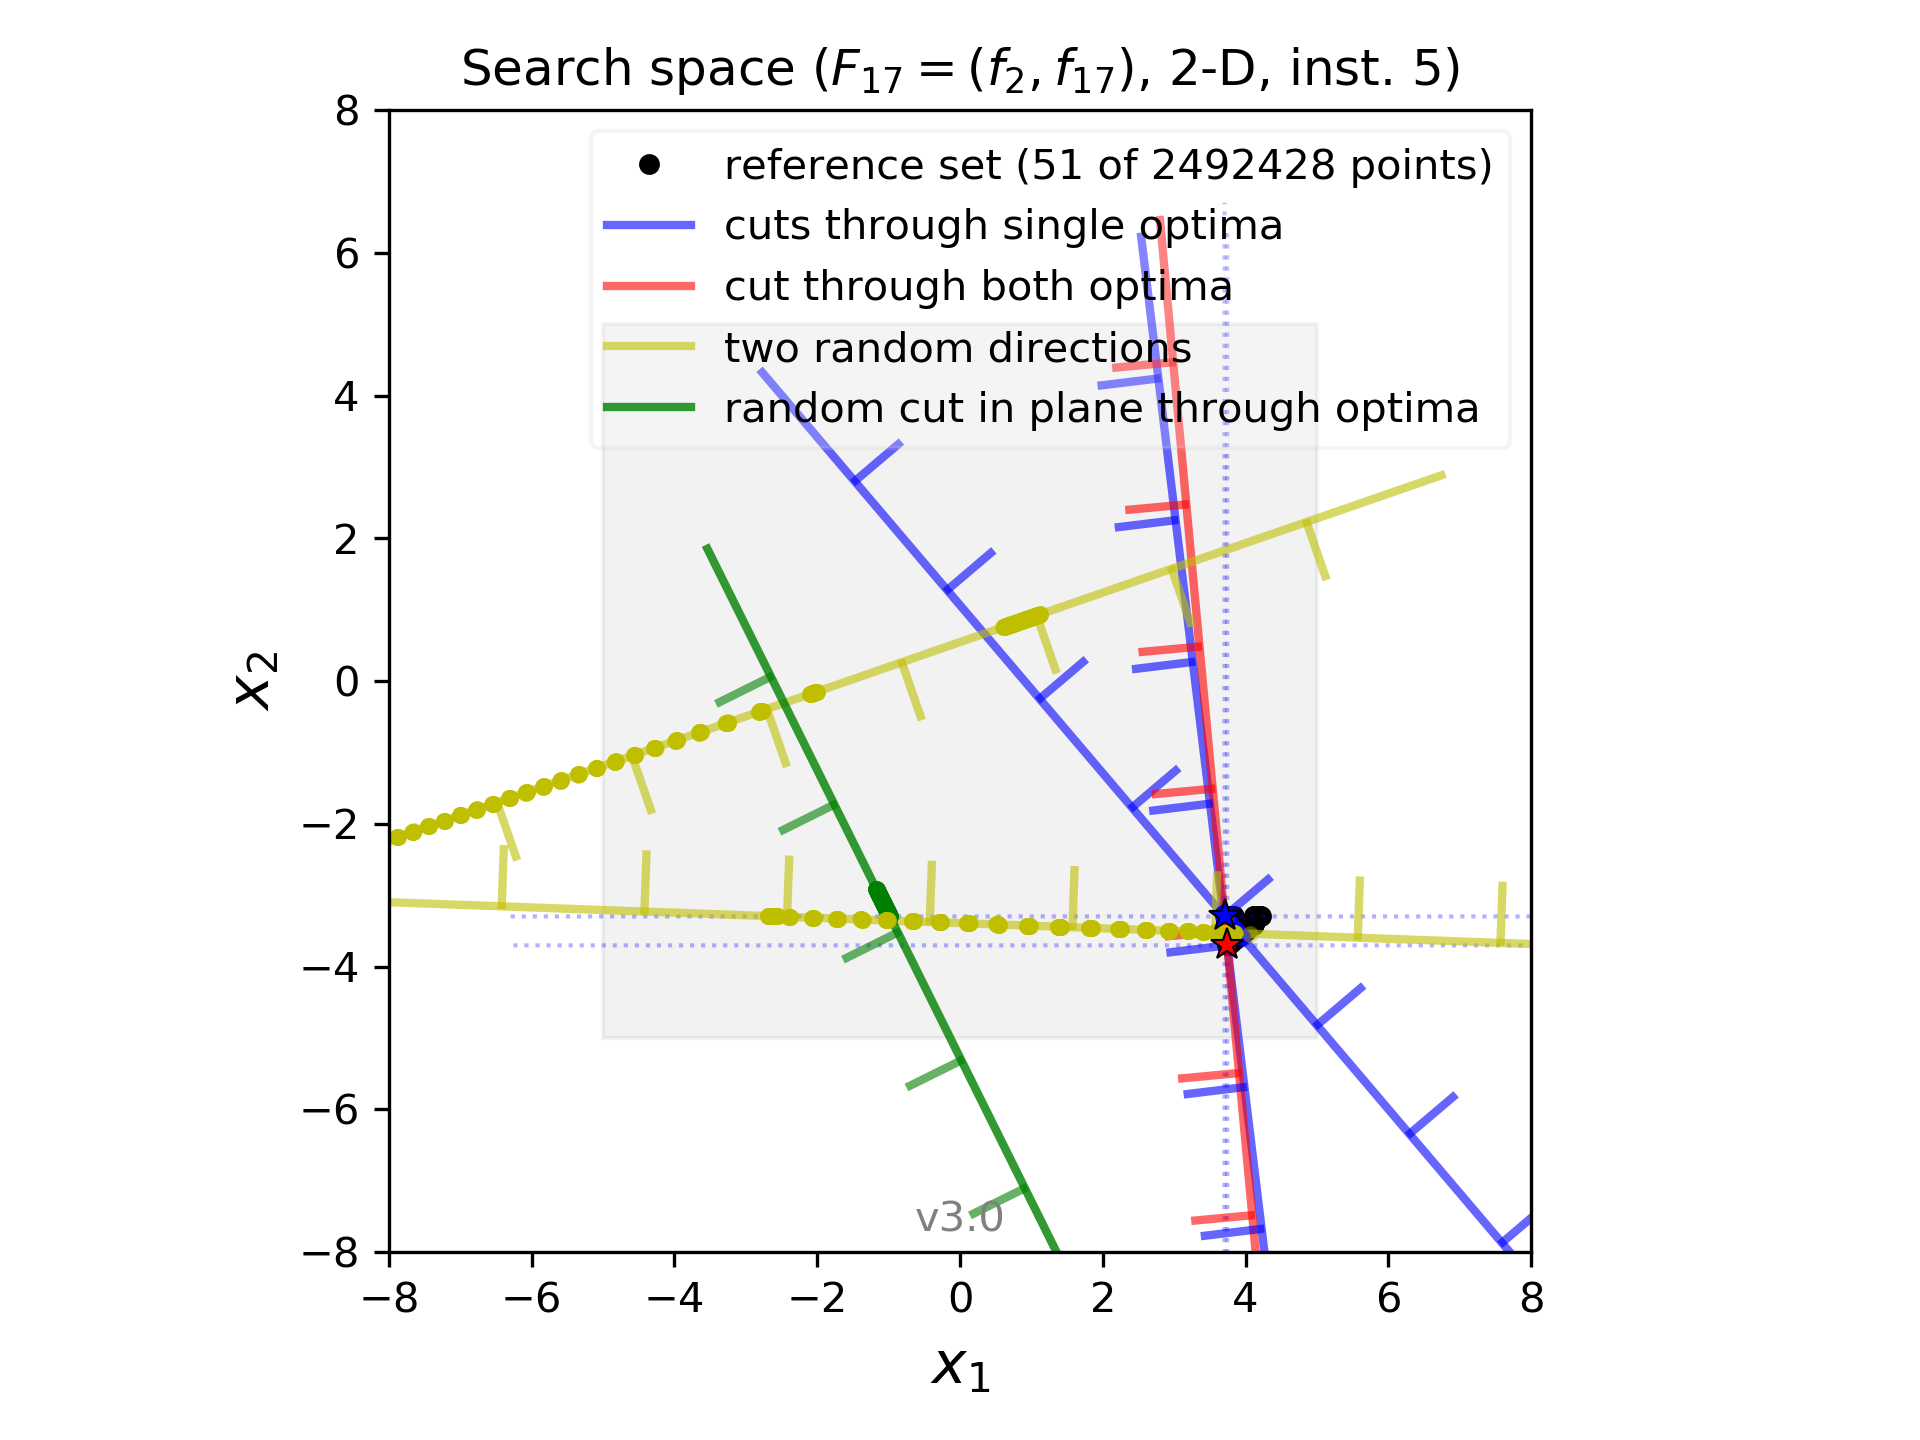 Search space (F₁₇ = (f₂, f₁₇), 2-D, inst. 5)
reference set (51 of 2492428 points)
cuts through single optima
cut through both optima
two random directions
random cut in plane through optima
8
6
4
2
0
−2
−4
−6
−8
x₂
v3.0
−8 −6 −4 −2 0 2 4 6 8
x₁